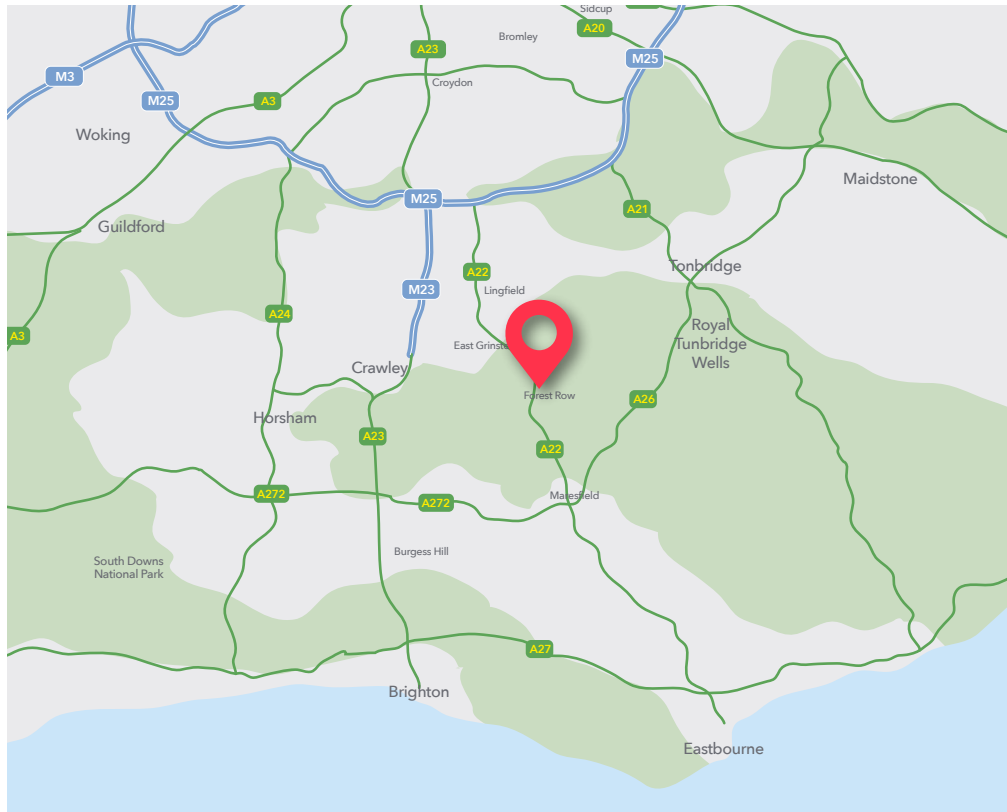 Sidcup
A20
Bromley
A23
M25
M3
Croydon
A3
M25
Woking
Maidstone
M25
A21
Guildford
Tonbridge
A22
M23
Lingfield
A24
Royal
Tunbridge
Wells
A3
East Grinste
Crawley
Forest Row
A26
Horsham
A23
A22
A272
A272
Maresfield
Burgess Hill
South Downs
National Park
A27
Brighton
Eastbourne